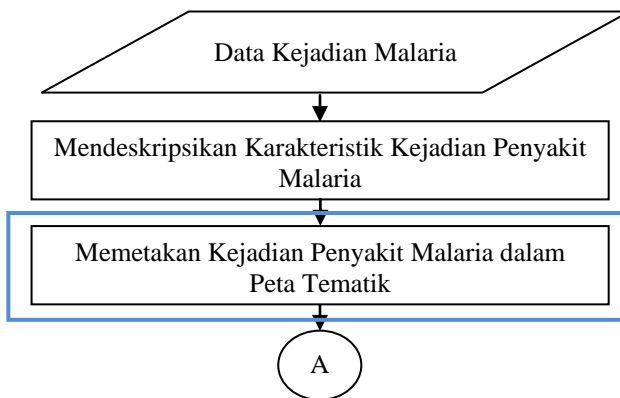 Data Kejadian Malaria
Mendeskripsikan Karakteristik Kejadian Penyakit
Malaria
Memetakan Kejadian Penyakit Malaria dalam
Peta Tematik
A